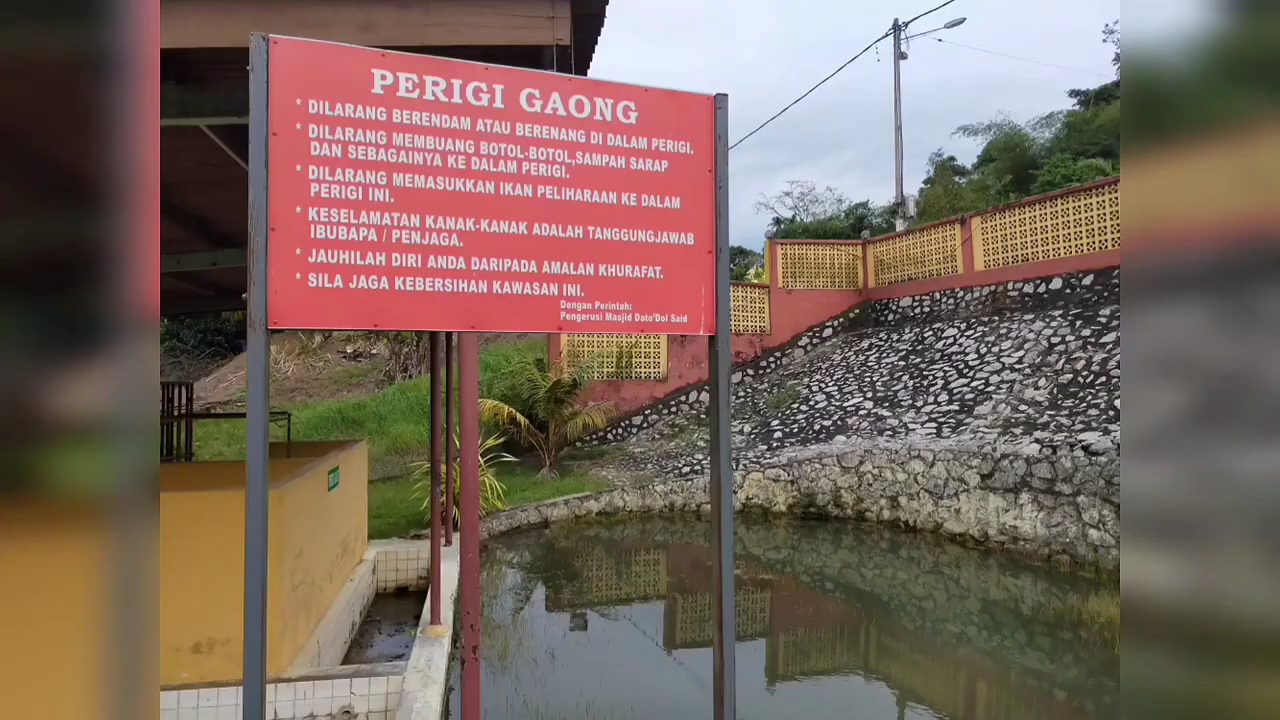 PERIGI GAONG
* DILARANG BERENDAM ATAU BERENANG DI DALAM PERIGI.
* DILARANG MEMBUANG BOTOL-BOTOL,SAMPAH SARAP
DAN SEBAGAINYA KE DALAM PERIGI.
* DILARANG MEMASUKKAN IKAN PELIHARAAN KE DALAM
PERIGI INI.
* KESELAMATAN KANAK-KANAK ADALAH TANGGUNGJAWAB
IBUBAPA / PENJAGA.
* JAUHILAH DIRI ANDA DARIPADA AMALAN KHURAFAT.
* SILA JAGA KEBERSIHAN KAWASAN INI.
Dengan Perintah:
Pengerusi Masjid Dato'Dol Said